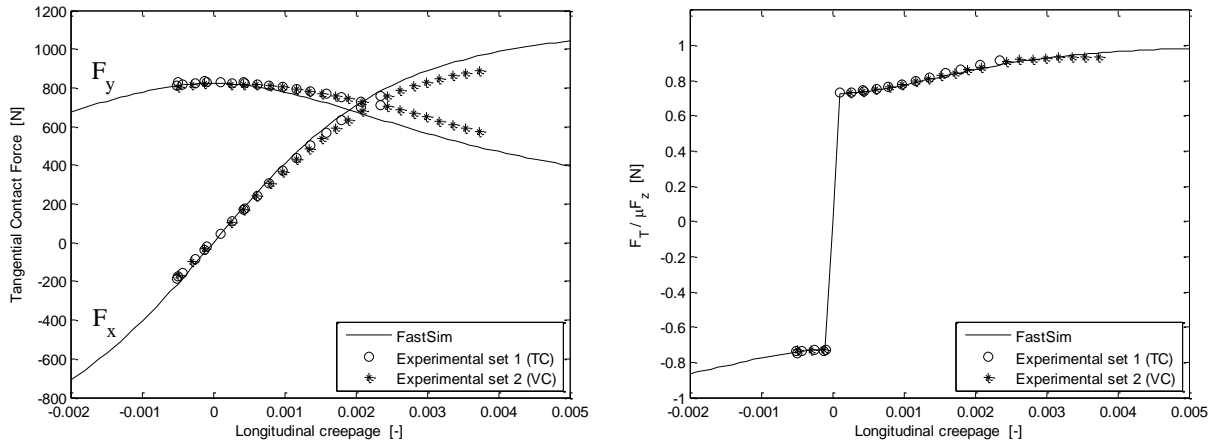 1200
1000
800
600
400
200
0
-200
-400
-600
-800
Tangential Contact Force [N]
F_y
F_x
FastSim
Experimental set 1 (TC)
Experimental set 2 (VC)
-0.002 -0.001 0 0.001 0.002 0.003 0.004 0.005
Longitudinal creepage [-]
1
0.8
0.6
0.4
0.2
0
-0.2
-0.4
-0.6
-0.8
-1
F_T / μF_z [N]
FastSim
Experimental set 1 (TC)
Experimental set 2 (VC)
-0.002 -0.001 0 0.001 0.002 0.003 0.004 0.005
Longitudinal creepage [-]